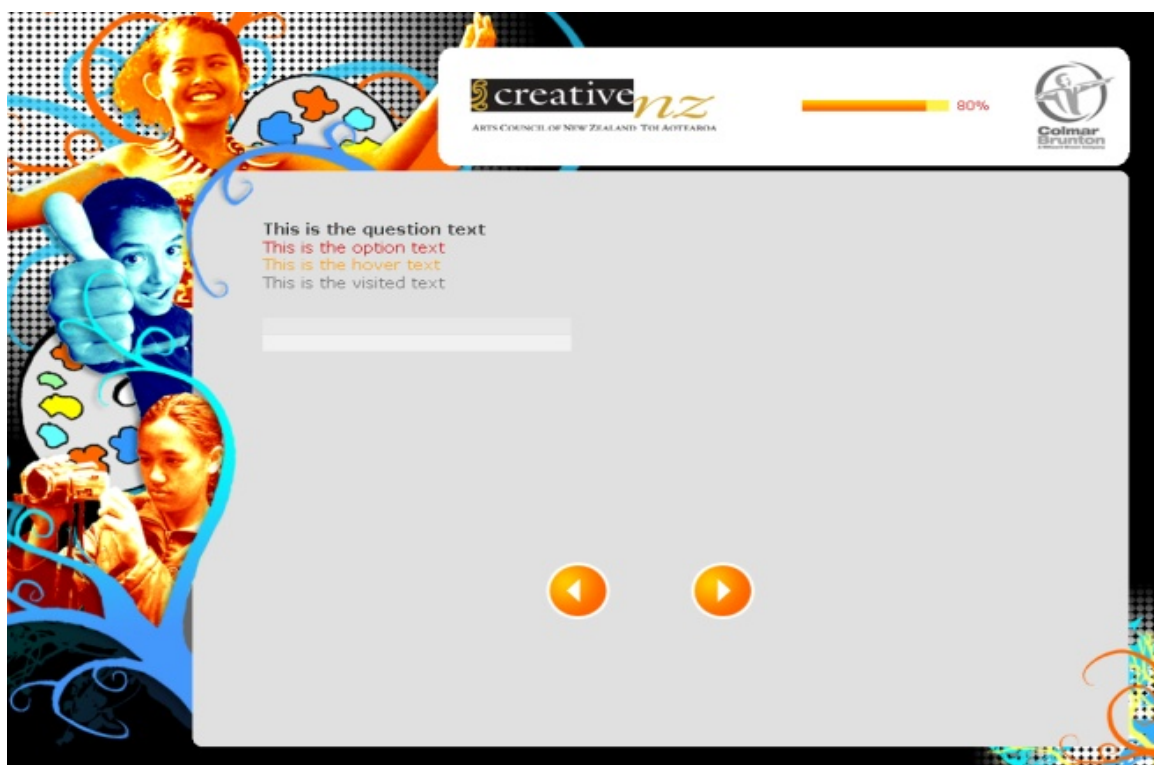 creative nz
ARTS COUNCIL OF NEW ZEALAND TOI AOTEAROA
80%
Colmar
Brunton
This is the question text
This is the option text
This is the hover text
This is the visited text